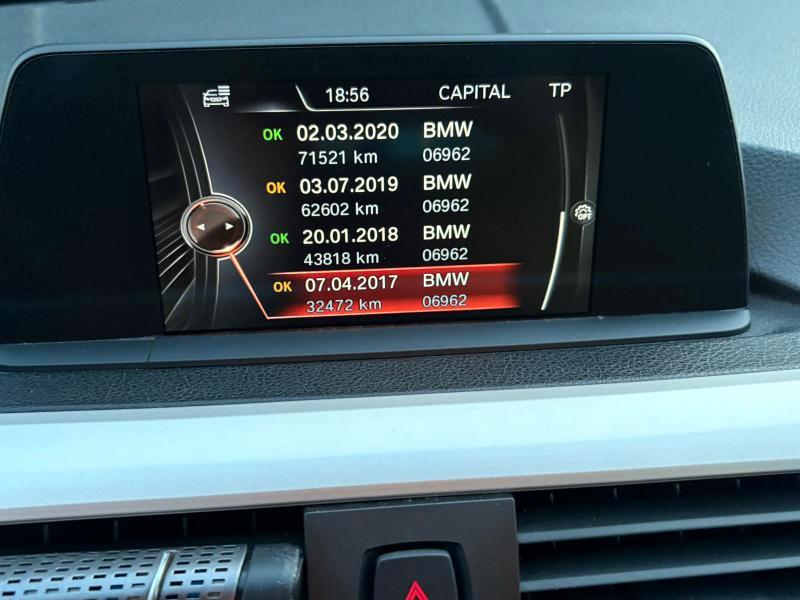 18:56 CAPITAL TP
OK 02.03.2020 BMW
71521 km 06962
OK 03.07.2019 BMW
62602 km 06962
OK 20.01.2018 BMW
43818 km 06962
OK 07.04.2017 BMW
32472 km 06962
OPT